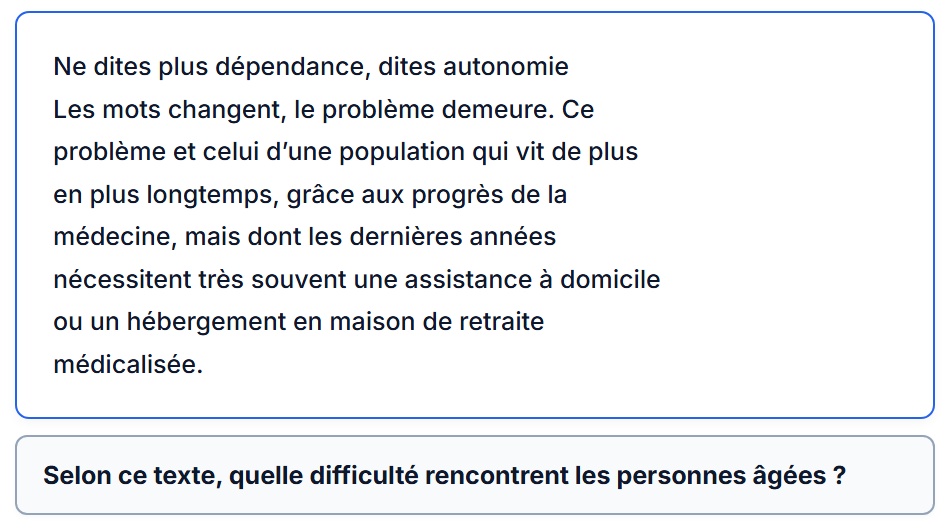 Ne dites plus dépendance, dites autonomie
Les mots changent, le problème demeure. Ce
problème et celui d’une population qui vit de plus
en plus longtemps, grâce aux progrès de la
médecine, mais dont les dernières années
nécessitent très souvent une assistance à domicile
ou un hébergement en maison de retraite
médicalisée.
Selon ce texte, quelle difficulté rencontrent les personnes âgées ?